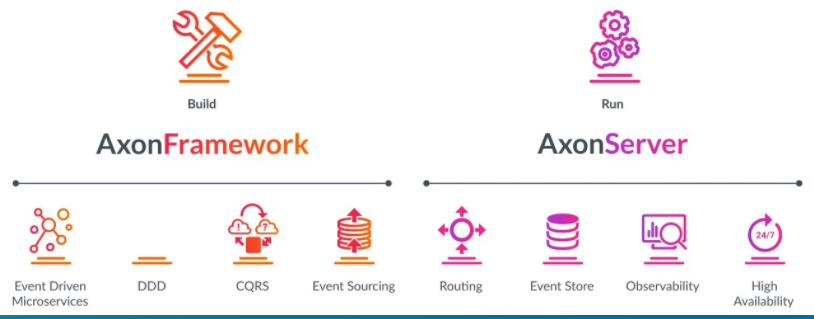 Build
Run
AxonFramework
AxonServer
! ?
24/7
Event Driven
Microservices
DDD
CQRS
Event Sourcing
Routing
Event Store
Observability
High
Availability